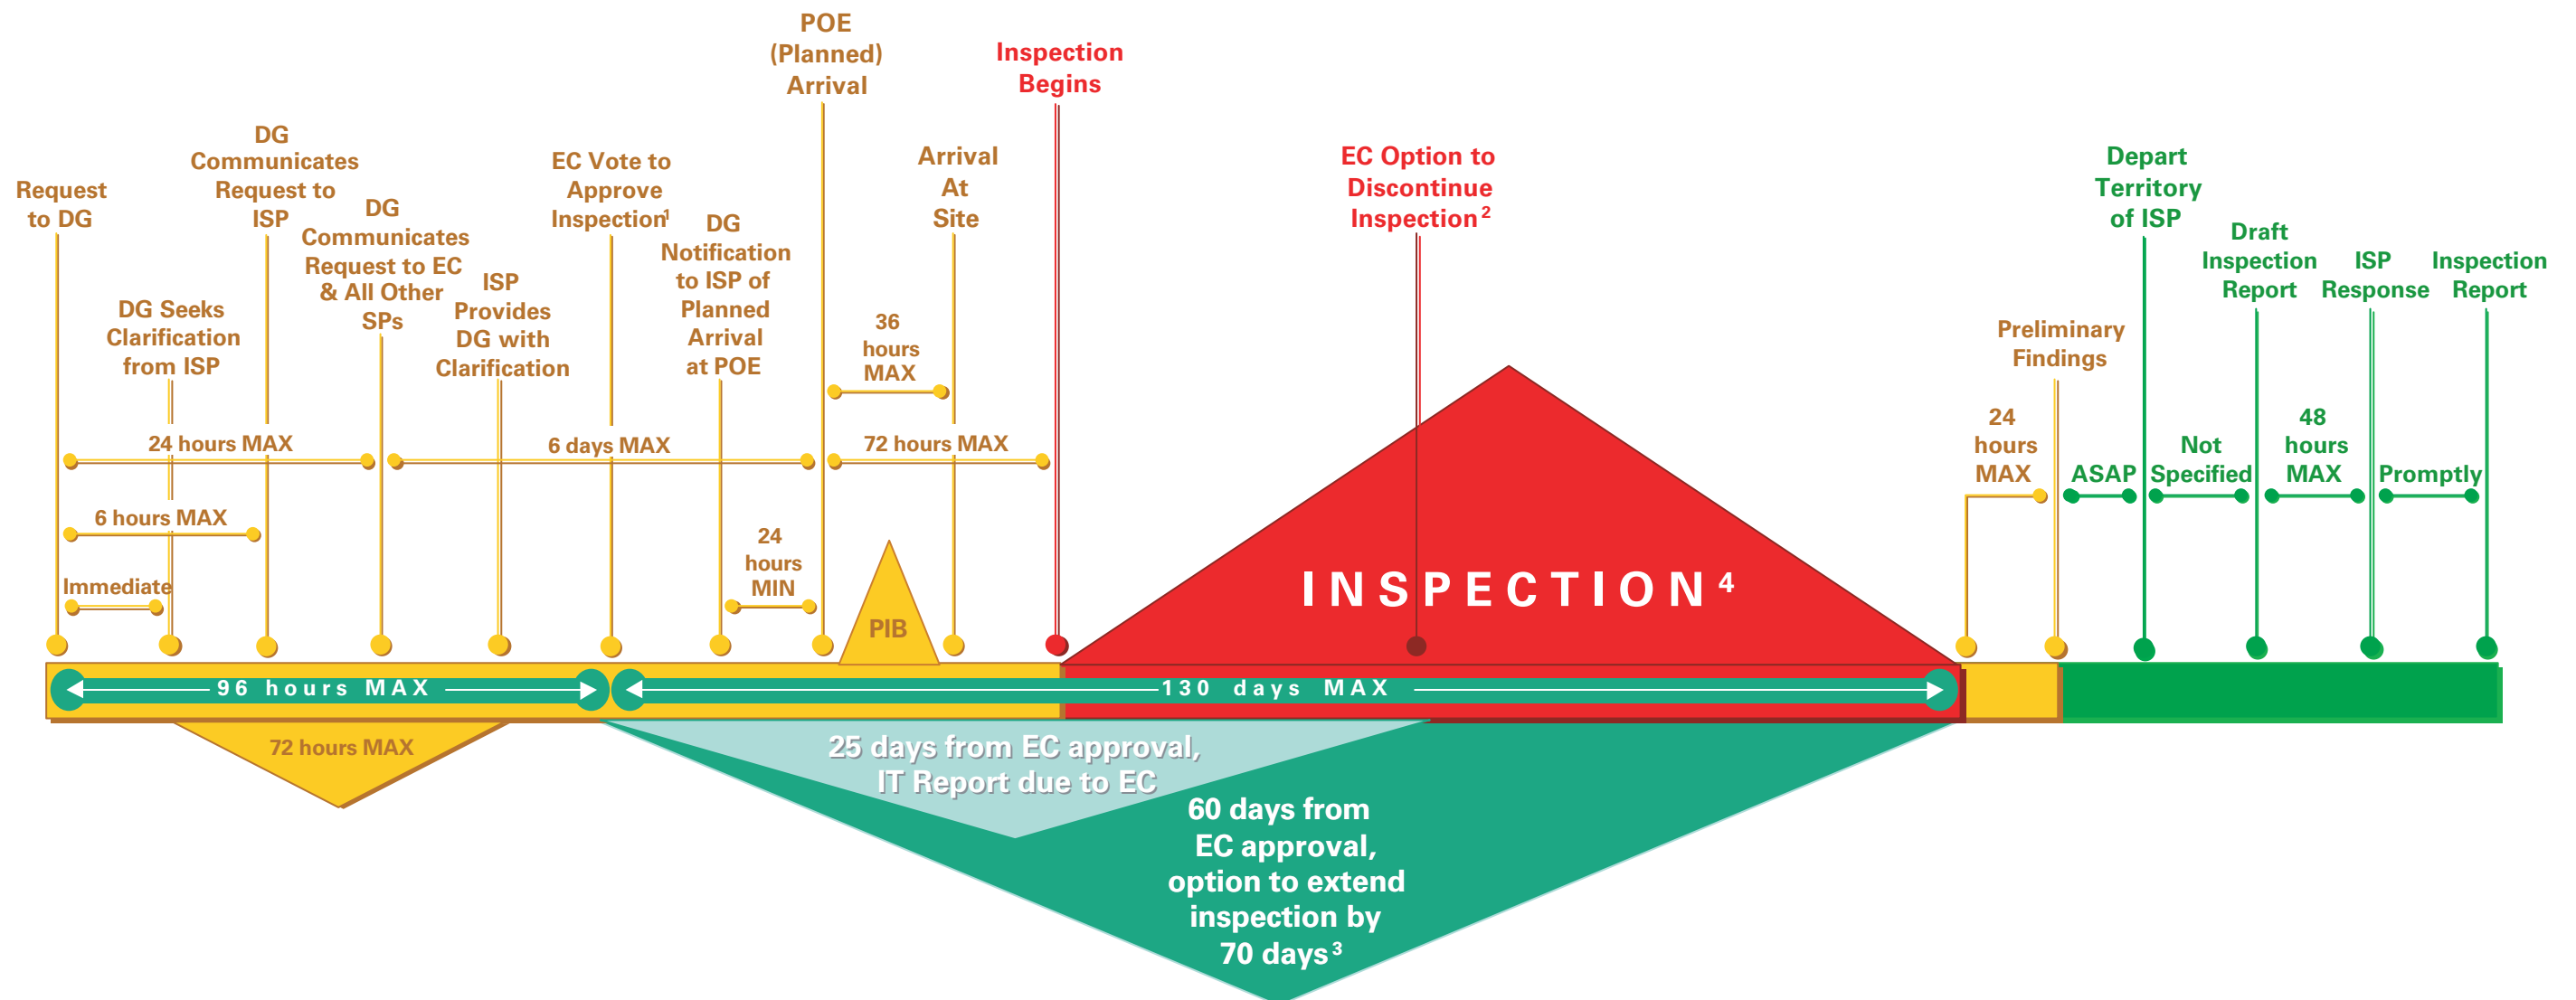 Request
to DG
DG Seeks
Clarification
from ISP
DG
Communicates
Request to
ISP
DG
Communicates
Request to EC
& All Other
SPs
ISP
Provides
DG with
Clarification
EC Vote to
Approve
Inspection1
DG
Notification
to ISP of
Planned
Arrival
at POE
POE
(Planned)
Arrival
Arrival
At
Site
Inspection
Begins
EC Option to
Discontinue
Inspection2
Preliminary
Findings
Depart
Territory
of ISP
Draft
Inspection
Report
ISP
Response
Inspection
Report
24 hours MAX
6 hours MAX
Immediate
6 days MAX
24
hours
MIN
36
hours
MAX
72 hours MAX
PIB
INSPECTION4
24
hours
MAX
ASAP
Not
Specified
48
hours
MAX
Promptly
96 hours MAX
130 days MAX
72 hours MAX
25 days from EC approval,
IT Report due to EC
60 days from
EC approval,
option to extend
inspection by
70 days3